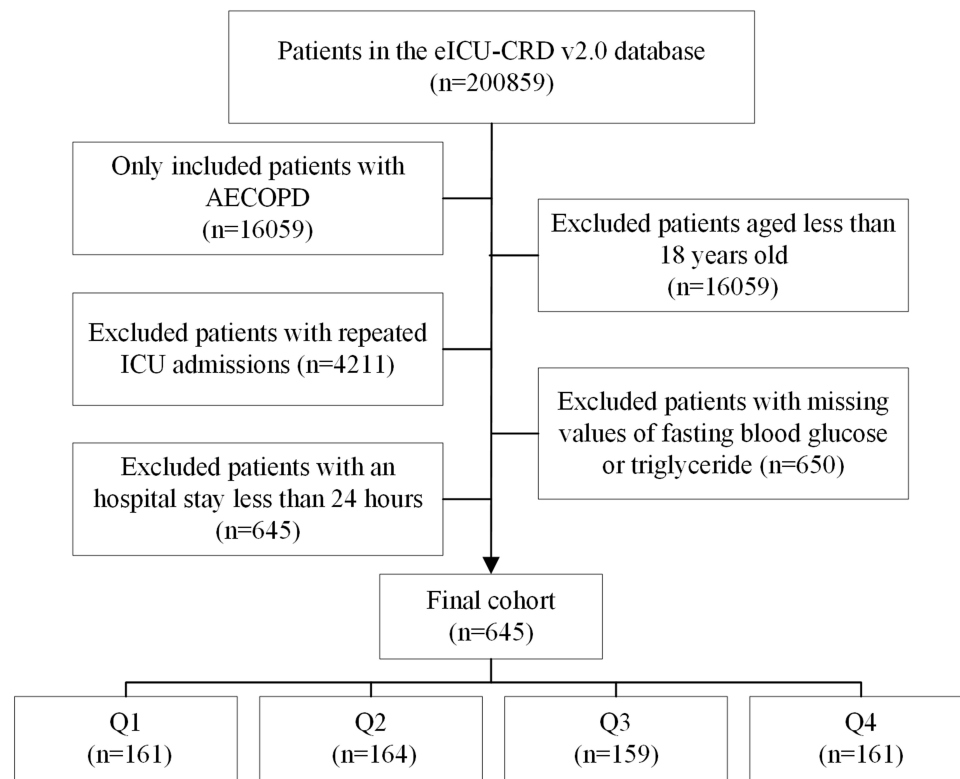 Patients in the eICU-CRD v2.0 database
(n=200859)
Only included patients with
AECOPD
(n=16059)
Excluded patients aged less than
18 years old
(n=16059)
Excluded patients with repeated
ICU admissions (n=4211)
Excluded patients with missing
values of fasting blood glucose
or triglyceride (n=650)
Excluded patients with an
hospital stay less than 24 hours
(n=645)
Final cohort
(n=645)
Q1
(n=161)
Q2
(n=164)
Q3
(n=159)
Q4
(n=161)